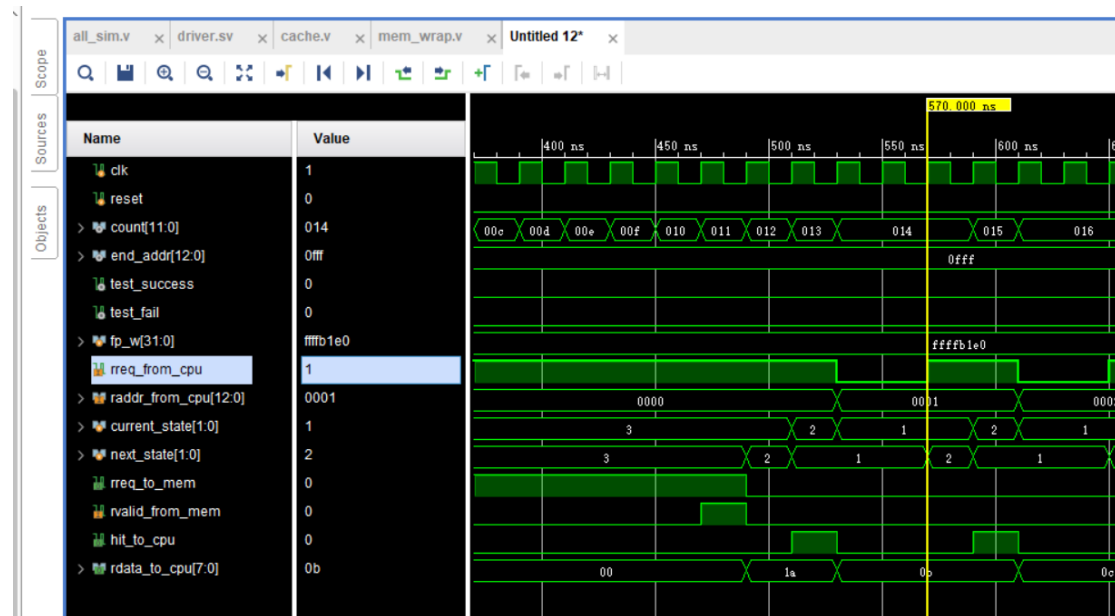 all_sim.v driver.sv cache.v mem_wrap.v Untitled 12*
Scope
Sources
Objects
570.000 ns
Name Value
400 ns 450 ns 500 ns 550 ns 600 ns
clk 1
reset 0
count[11:0] 014 00c 00d 00e 00f 010 011 012 013 014 015 016
end_addr[12:0] 0fff 0fff
test_success 0
test_fail 0
fp_w[31:0] ffffb1e0 ffffb1e0
rreq_from_cpu 1
raddr_from_cpu[12:0] 0001 0000 0001 000
current_state[1:0] 1 3 2 1 2 1
next_state[1:0] 2 3 2 1 2 1
rreq_to_mem 0
rvalid_from_mem 0
hit_to_cpu 0
rdata_to_cpu[7:0] 0b 00 1a 0b 0c